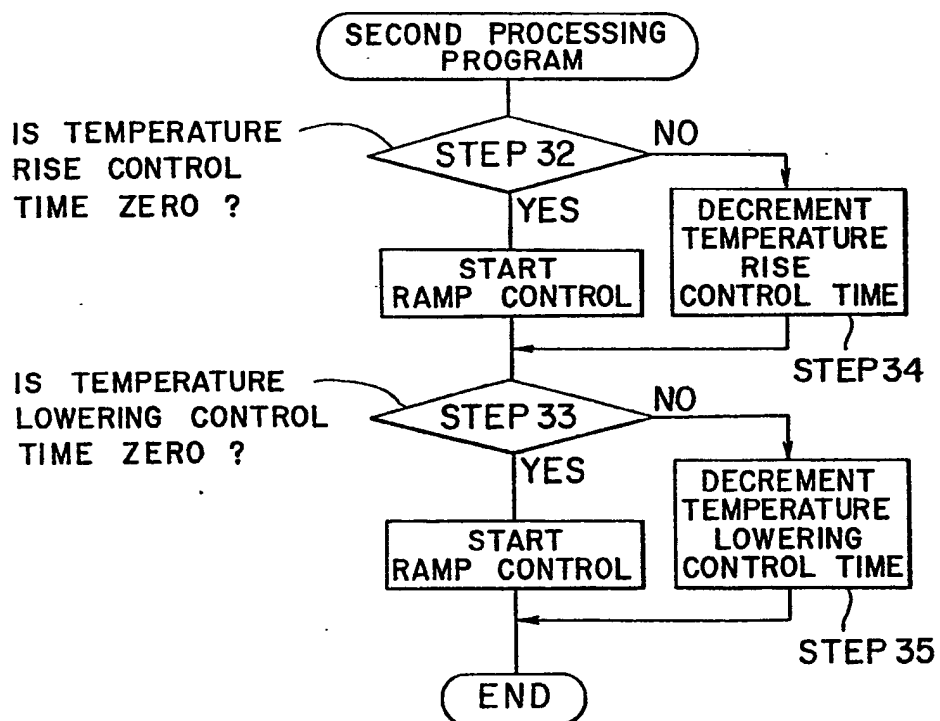 SECOND PROCESSING
PROGRAM
IS TEMPERATURE
RISE CONTROL
TIME ZERO ?
STEP 32
NO
YES
DECREMENT
TEMPERATURE
RISE
CONTROL TIME
START
RAMP CONTROL
STEP 34
IS TEMPERATURE
LOWERING CONTROL
TIME ZERO ?
STEP 33
NO
YES
DECREMENT
TEMPERATURE
LOWERING
CONTROL TIME
START
RAMP CONTROL
STEP 35
END